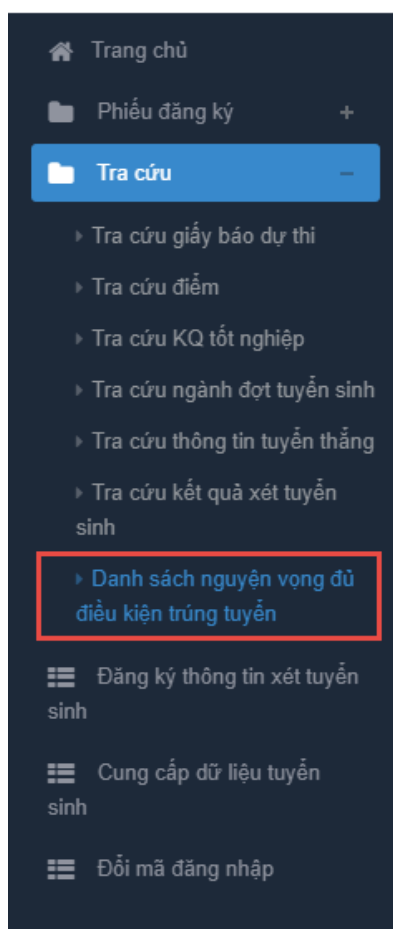 Trang chủ
Phiếu đăng ký +
Tra cứu −
Tra cứu giấy báo dự thi
Tra cứu điểm
Tra cứu KQ tốt nghiệp
Tra cứu ngành đợt tuyển sinh
Tra cứu thông tin tuyển thẳng
Tra cứu kết quả xét tuyển
sinh
Danh sách nguyện vọng đủ
điều kiện trúng tuyển
Đăng ký thông tin xét tuyển
sinh
Cung cấp dữ liệu tuyển
sinh
Đổi mã đăng nhập